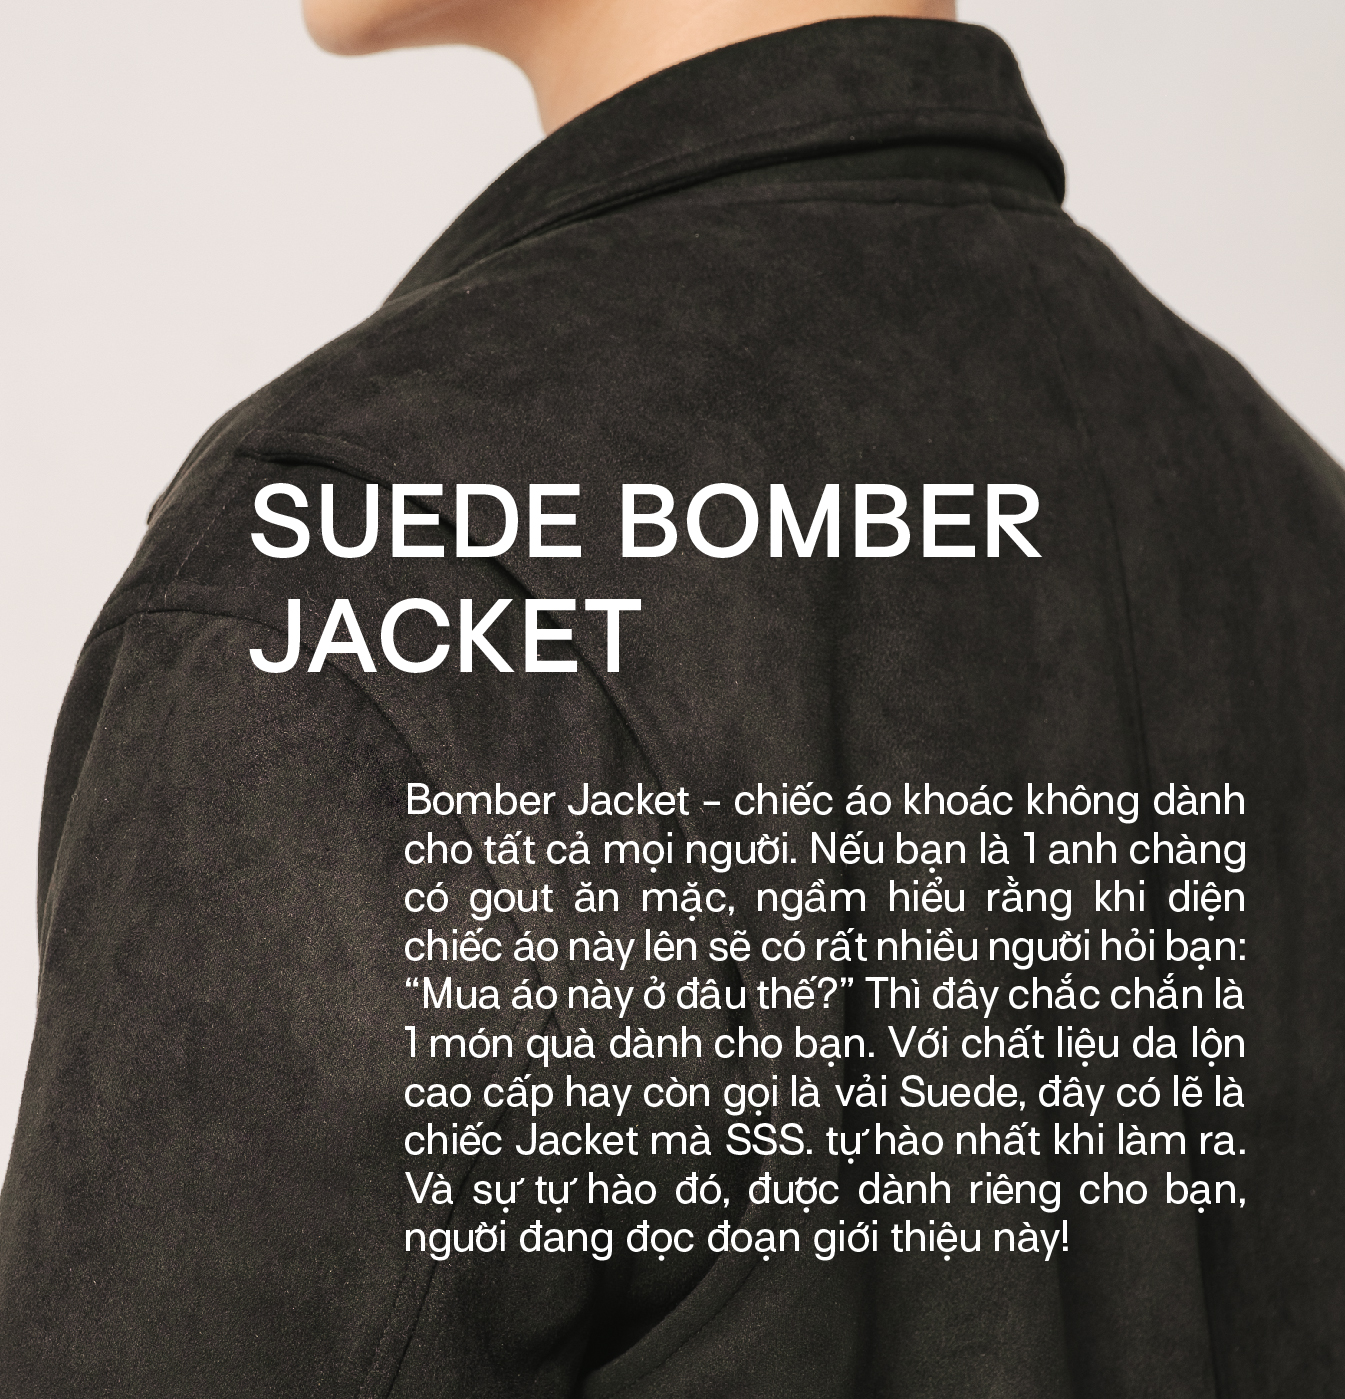 SUEDE BOMBER
JACKET
Bomber Jacket – chiếc áo khoác không dành
cho tất cả mọi người. Nếu bạn là 1 anh chàng
có gout ăn mặc, ngầm hiểu rằng khi diện
chiếc áo này lên sẽ có rất nhiều người hỏi bạn:
“Mua áo này ở đâu thế?” Thì đây chắc chắn là
1 món quà dành cho bạn. Với chất liệu da lộn
cao cấp hay còn gọi là vải Suede, đây có lẽ là
chiếc Jacket mà SSS. tự hào nhất khi làm ra.
Và sự tự hào đó, được dành riêng cho bạn,
người đang đọc đoạn giới thiệu này!